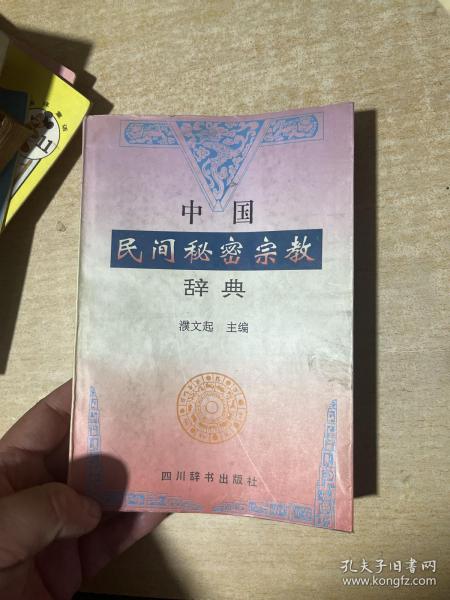 中国
民间秘密宗教
辞典
濮文起 主编
四川辞书出版社
孔夫子旧书网
www.kongfz.com